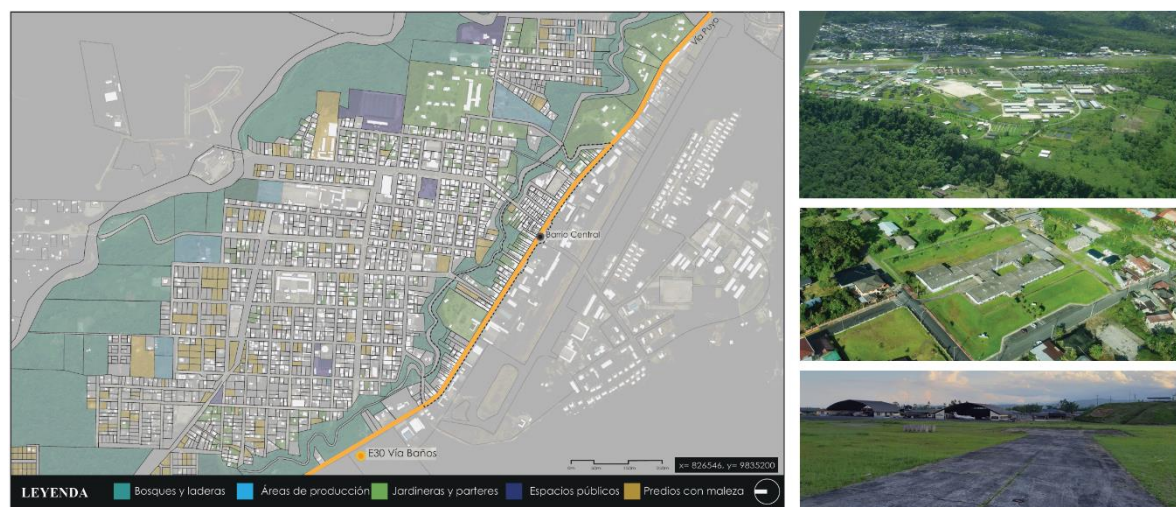 Vía Puyo
Barrio Central
E30 Vía Baños
x= 826546. y= 9835200
LEYENDA
Bosques y laderas
Áreas de producción
Jardineras y parteres
Espacios públicos
Predios con maleza